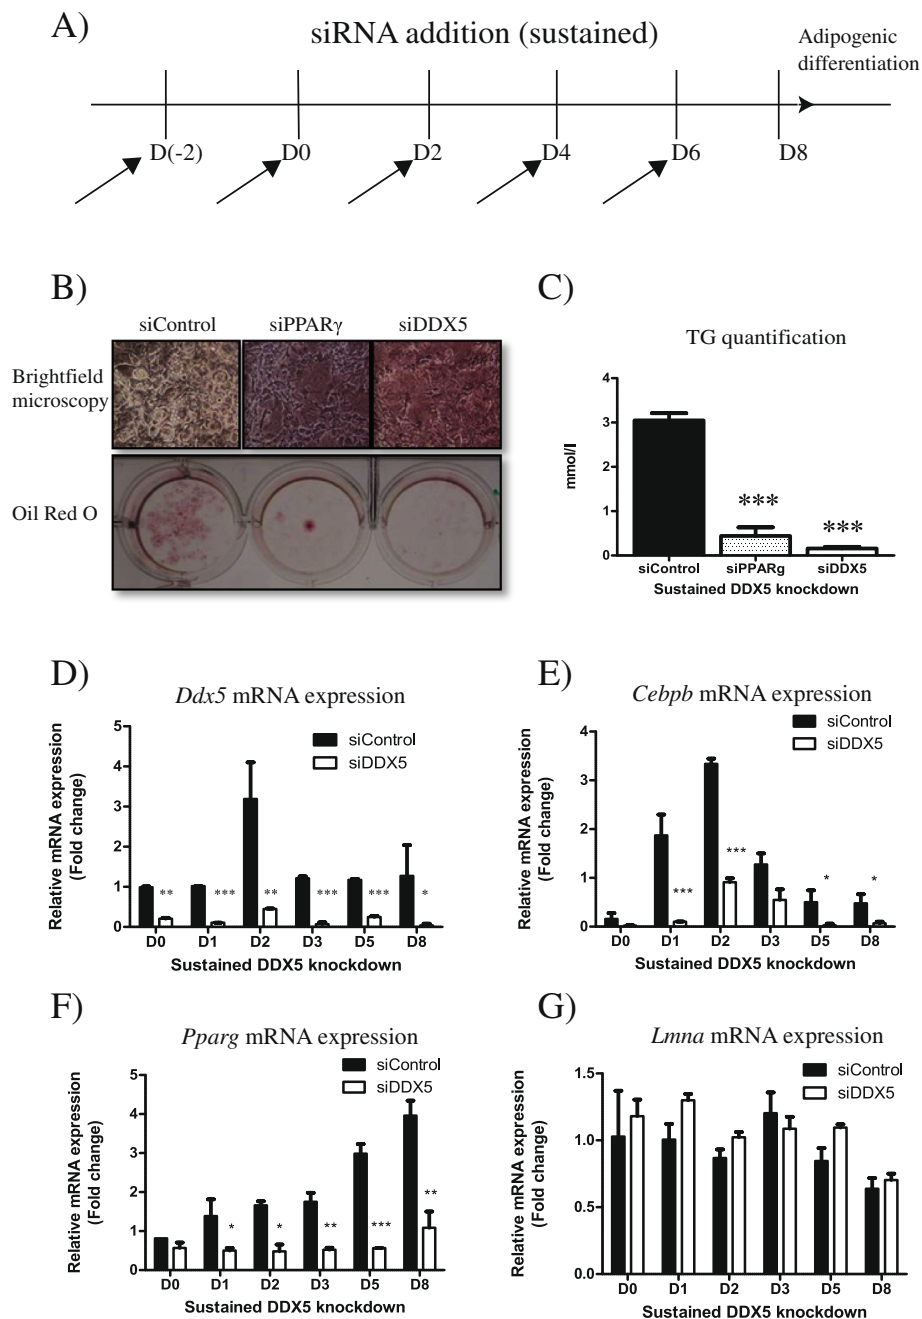 A)
siRNA addition (sustained)
Adipogenic
differentiation
D(-2) D0 D2 D4 D6 D8
B)
siControl siPPARγ siDDX5
Brightfield
microscopy
Oil Red O
C)
TG quantification
mmol/l
4
3
2
1
0
***
***
siControl siPPARg siDDX5
Sustained DDX5 knockdown
D)
Ddx5 mRNA expression
siControl
siDDX5
Relative mRNA expression
(Fold change)
5
4
3
2
1
0
** *** ** *** *** *
D0 D1 D2 D3 D5 D8
Sustained DDX5 knockdown
E)
Cebpb mRNA expression
siControl
siDDX5
Relative mRNA expression
(Fold change)
4
3
2
1
0
*** *** * *
D0 D1 D2 D3 D5 D8
Sustained DDX5 knockdown
F)
Pparg mRNA expression
siControl
siDDX5
Relative mRNA expression
(Fold change)
5
4
3
2
1
0
* * ** *** **
D0 D1 D2 D3 D5 D8
Sustained DDX5 knockdown
G)
Lmna mRNA expression
siControl
siDDX5
Relative mRNA expression
(Fold change)
1.5
1.0
0.5
0.0
D0 D1 D2 D3 D5 D8
Sustained DDX5 knockdown